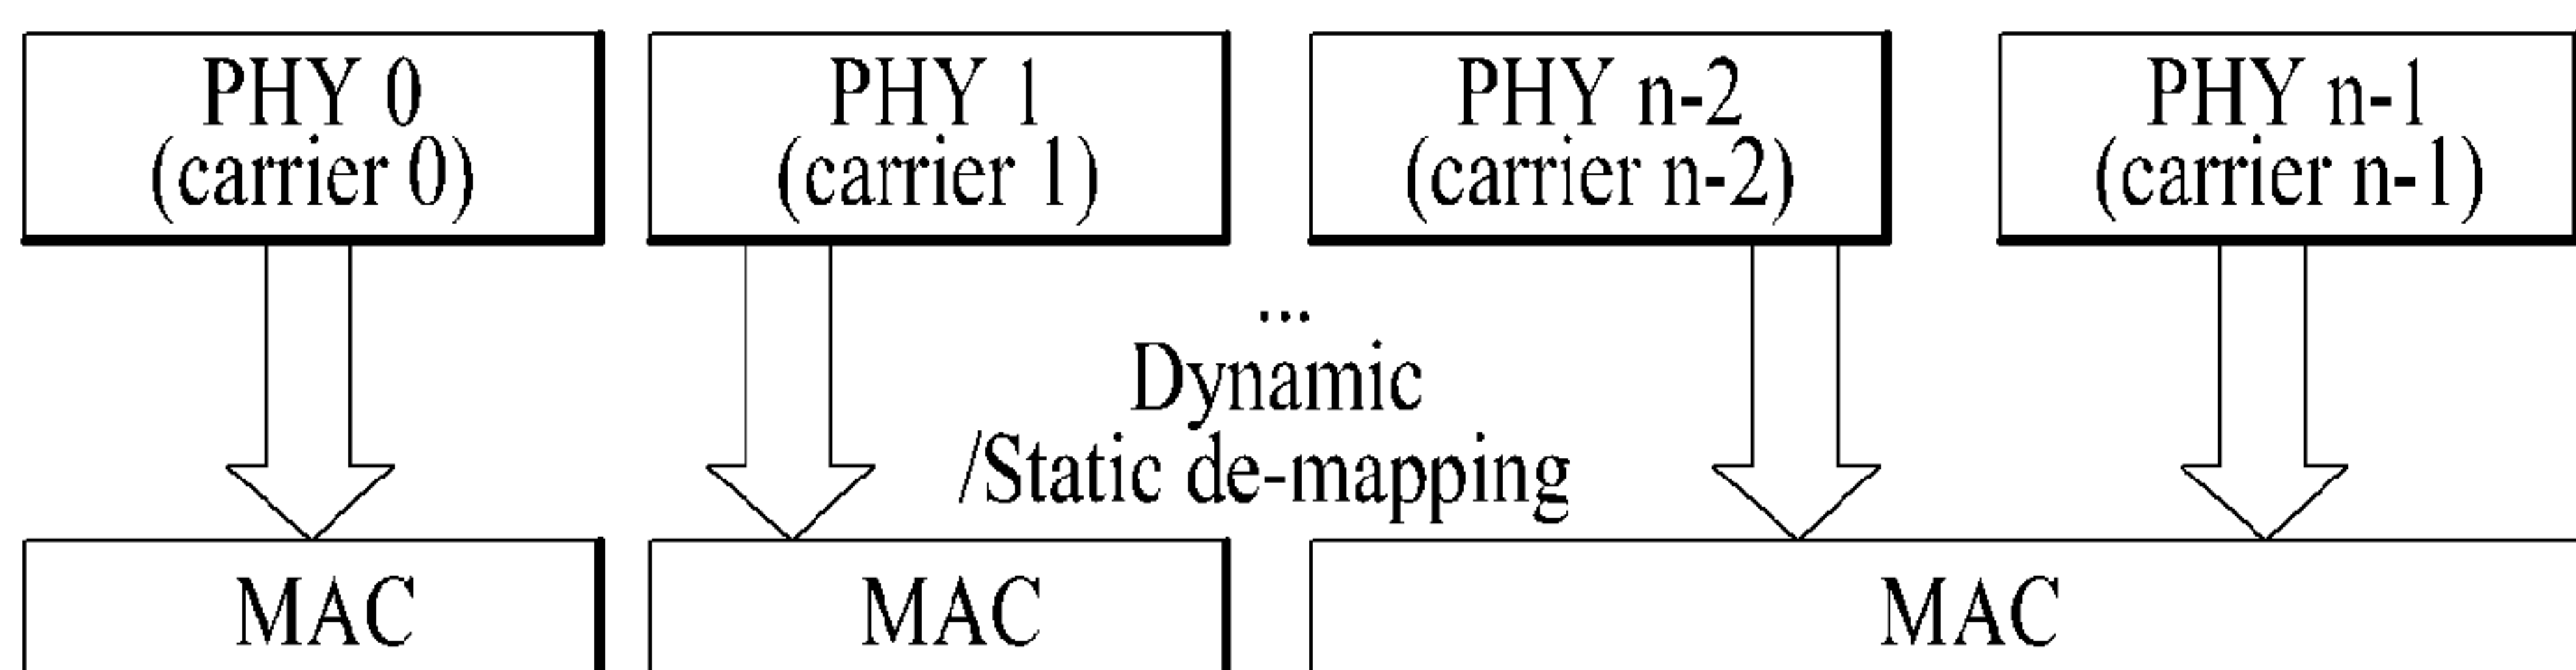 PHY 0
(carrier 0)
PHY 1
(carrier 1)
PHY n-2
(carrier n-2)
PHY n-1
(carrier n-1)
...
Dynamic
/Static de-mapping
MAC
MAC
MAC